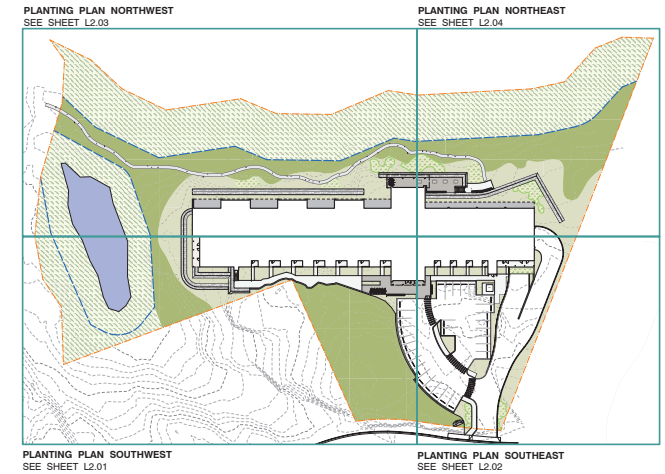 PLANTING PLAN NORTHWEST
SEE SHEET L2.03
PLANTING PLAN NORTHEAST
SEE SHEET L2.04
PLANTING PLAN SOUTHWEST
SEE SHEET L2.01
PLANTING PLAN SOUTHEAST
SEE SHEET L2.02